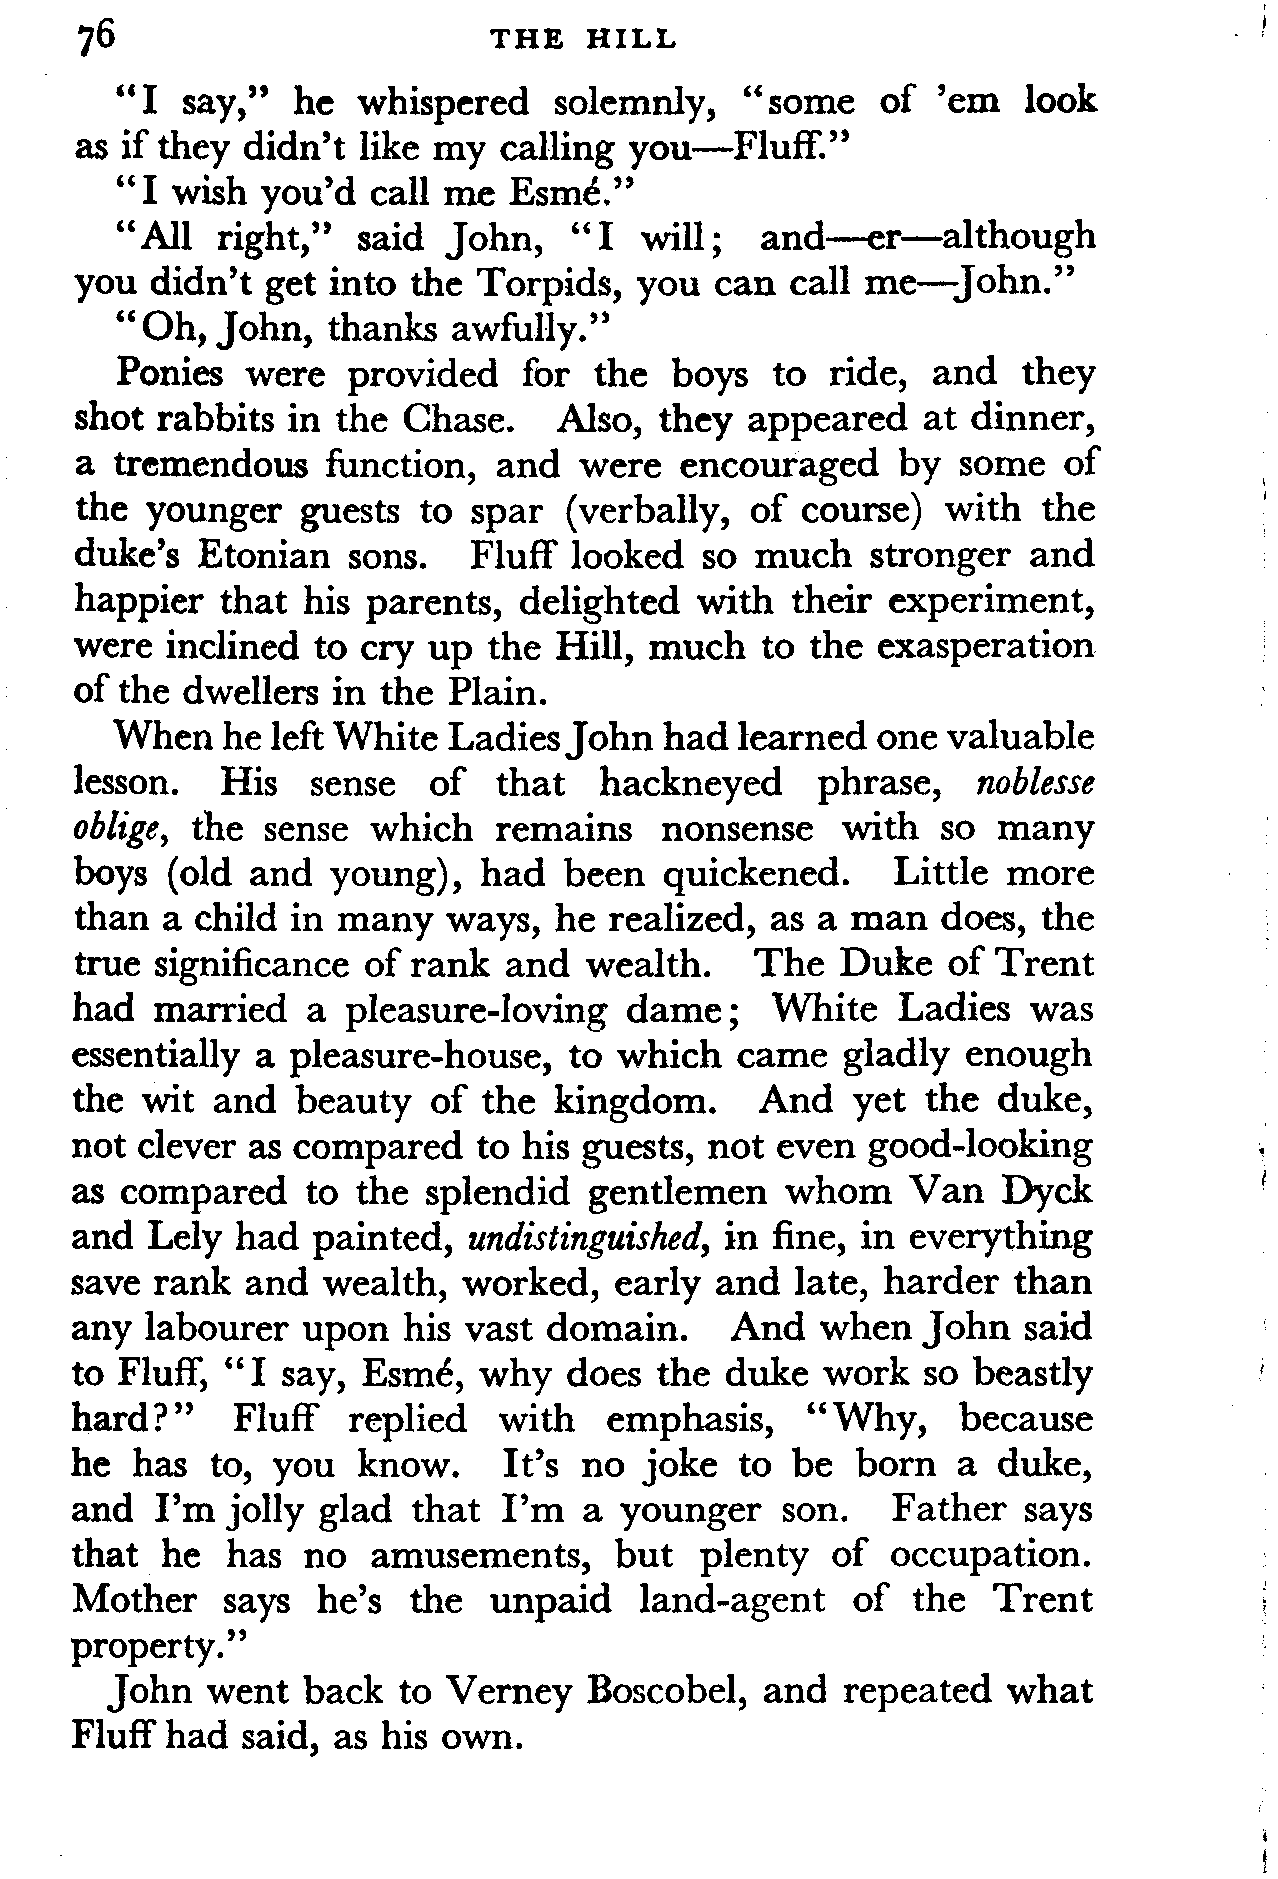 76 THE HILL
“I say,” he whispered solemnly, “some of ’em look
as if they didn’t like my calling you—Fluff.”
“I wish you’d call me Esmé.”
“All right,” said John, “I will; and—er—although
you didn’t get into the Torpids, you can call me—John.”
“Oh, John, thanks awfully.”
Ponies were provided for the boys to ride, and they
shot rabbits in the Chase. Also, they appeared at dinner,
a tremendous function, and were encouraged by some of
the younger guests to spar (verbally, of course) with the
duke’s Etonian sons. Fluff looked so much stronger and
happier that his parents, delighted with their experiment,
were inclined to cry up the Hill, much to the exasperation
of the dwellers in the Plain.
When he left White Ladies John had learned one valuable
lesson. His sense of that hackneyed phrase, noblesse
oblige, the sense which remains nonsense with so many
boys (old and young), had been quickened. Little more
than a child in many ways, he realized, as a man does, the
true significance of rank and wealth. The Duke of Trent
had married a pleasure-loving dame; White Ladies was
essentially a pleasure-house, to which came gladly enough
the wit and beauty of the kingdom. And yet the duke,
not clever as compared to his guests, not even good-looking
as compared to the splendid gentlemen whom Van Dyck
and Lely had painted, undistinguished, in fine, in everything
save rank and wealth, worked, early and late, harder than
any labourer upon his vast domain. And when John said
to Fluff, “I say, Esmé, why does the duke work so beastly
hard?” Fluff replied with emphasis, “Why, because
he has to, you know. It’s no joke to be born a duke,
and I’m jolly glad that I’m a younger son. Father says
that he has no amusements, but plenty of occupation.
Mother says he’s the unpaid land-agent of the Trent
property.”
John went back to Verney Boscobel, and repeated what
Fluff had said, as his own.